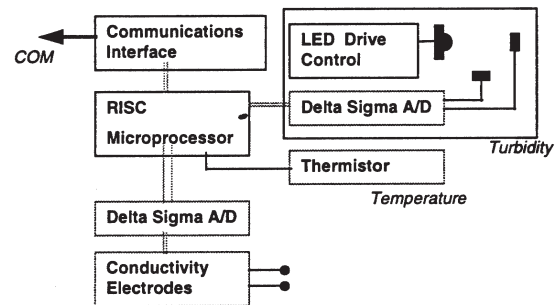 Communications
Interface
COM
LED Drive
Control
RISC
Microprocessor
Delta Sigma A/D
Turbidity
Thermistor
Temperature
Delta Sigma A/D
Conductivity
Electrodes